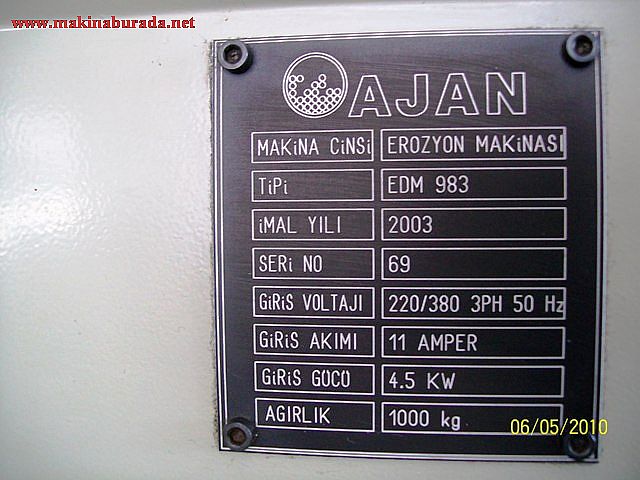 www.makinaburada.net
AJAN
MAKiNA CiNSi EROZYON MAKiNASI
TiPi EDM 983
iMAL YILI 2003
SERi NO 69
GiRiS VOLTAJI 220/380 3PH 50 Hz
GiRiS AKIMI 11 AMPER
GiRiS GÜCÜ 4.5 KW
AGIRLIK 1000 kg
06/05/2010